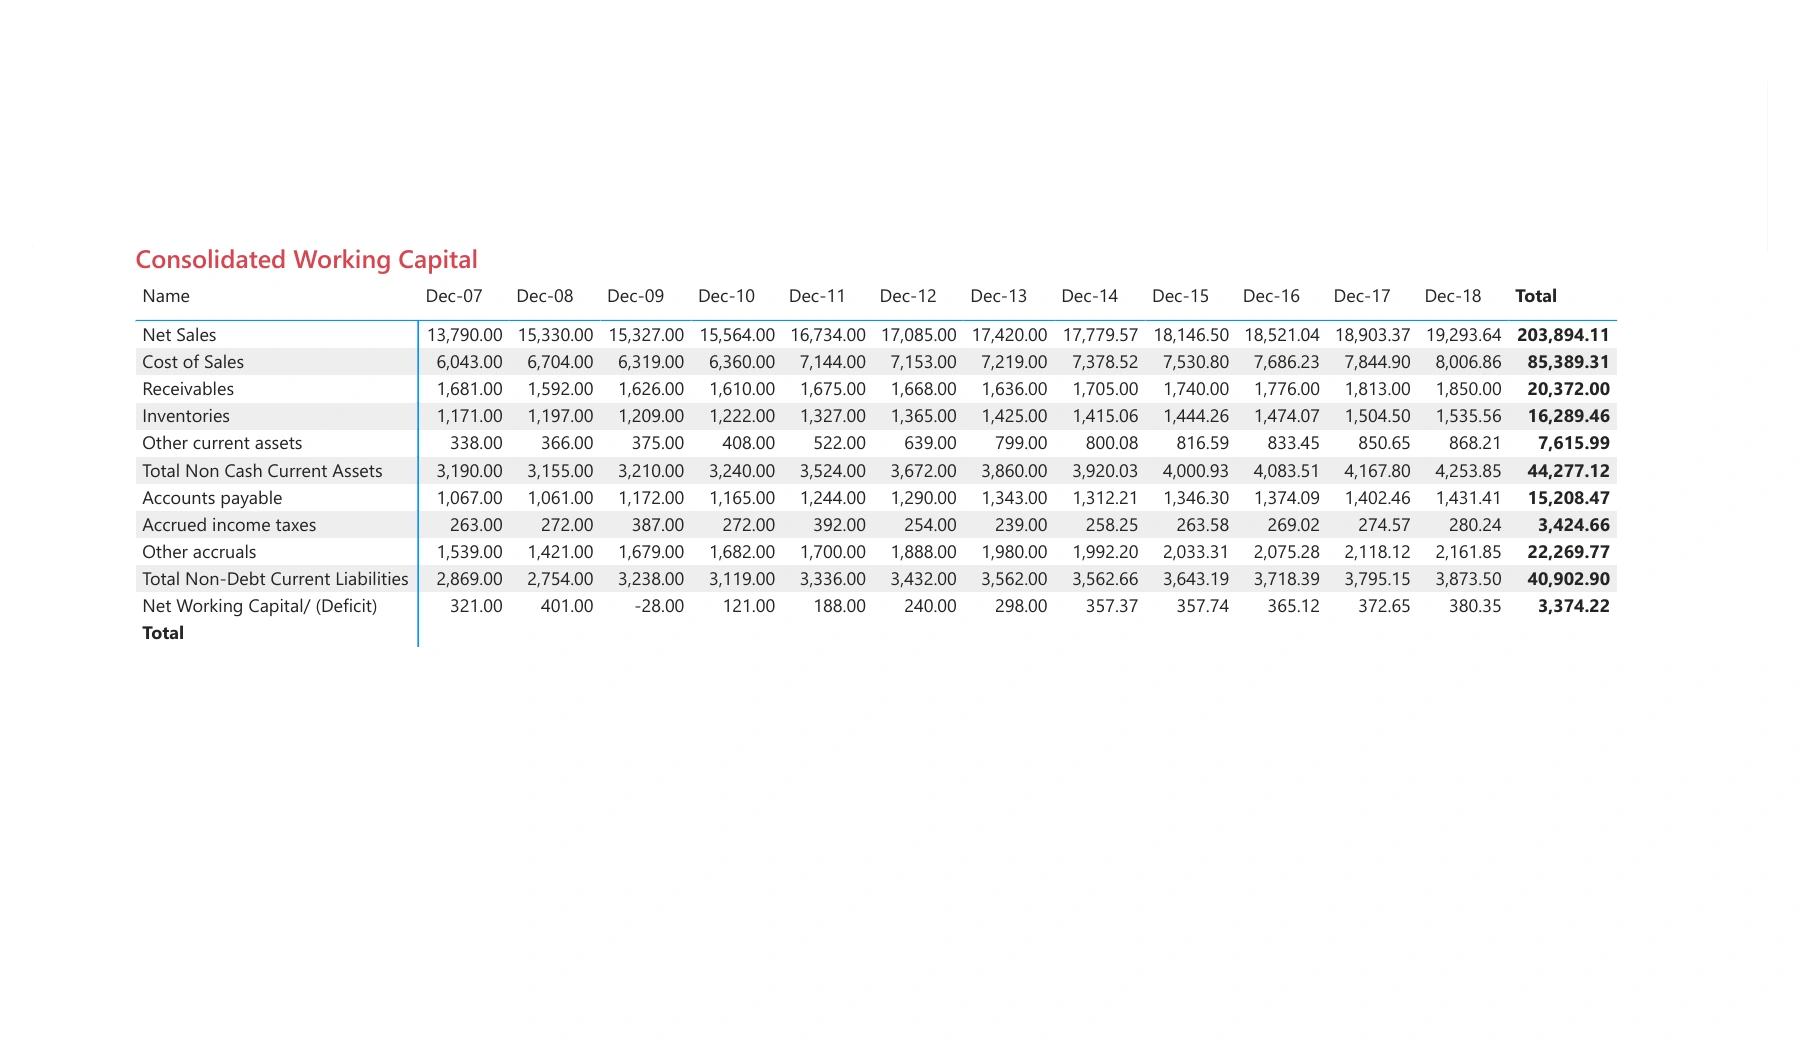 Consolidated Working Capital
Name Dec-07 Dec-08 Dec-09 Dec-10 Dec-11 Dec-12 Dec-13 Dec-14 Dec-15 Dec-16 Dec-17 Dec-18 Total
Net Sales 13,790.00 15,330.00 15,327.00 15,564.00 16,734.00 17,085.00 17,420.00 17,779.57 18,146.50 18,521.04 18,903.37 19,293.64 203,894.11
Cost of Sales 6,043.00 6,704.00 6,319.00 6,360.00 7,144.00 7,153.00 7,219.00 7,378.52 7,530.80 7,686.23 7,844.90 8,006.86 85,389.31
Receivables 1,681.00 1,592.00 1,626.00 1,610.00 1,675.00 1,668.00 1,636.00 1,705.00 1,740.00 1,776.00 1,813.00 1,850.00 20,372.00
Inventories 1,171.00 1,197.00 1,209.00 1,222.00 1,327.00 1,365.00 1,425.00 1,415.06 1,444.26 1,474.07 1,504.50 1,535.56 16,289.46
Other current assets 338.00 366.00 375.00 408.00 522.00 639.00 799.00 800.08 816.59 833.45 850.65 868.21 7,615.99
Total Non Cash Current Assets 3,190.00 3,155.00 3,210.00 3,240.00 3,524.00 3,672.00 3,860.00 3,920.03 4,000.93 4,083.51 4,167.80 4,253.85 44,277.12
Accounts payable 1,067.00 1,061.00 1,172.00 1,165.00 1,244.00 1,290.00 1,343.00 1,312.21 1,346.30 1,374.09 1,402.46 1,431.41 15,208.47
Accrued income taxes 263.00 272.00 387.00 272.00 392.00 254.00 239.00 258.25 263.58 269.02 274.57 280.24 3,424.66
Other accruals 1,539.00 1,421.00 1,679.00 1,682.00 1,700.00 1,888.00 1,980.00 1,992.20 2,033.31 2,075.28 2,118.12 2,161.85 22,269.77
Total Non-Debt Current Liabilities 2,869.00 2,754.00 3,238.00 3,119.00 3,336.00 3,432.00 3,562.00 3,562.66 3,643.19 3,718.39 3,795.15 3,873.50 40,902.90
Net Working Capital/ (Deficit) 321.00 401.00 -28.00 121.00 188.00 240.00 298.00 357.37 357.74 365.12 372.65 380.35 3,374.22
Total